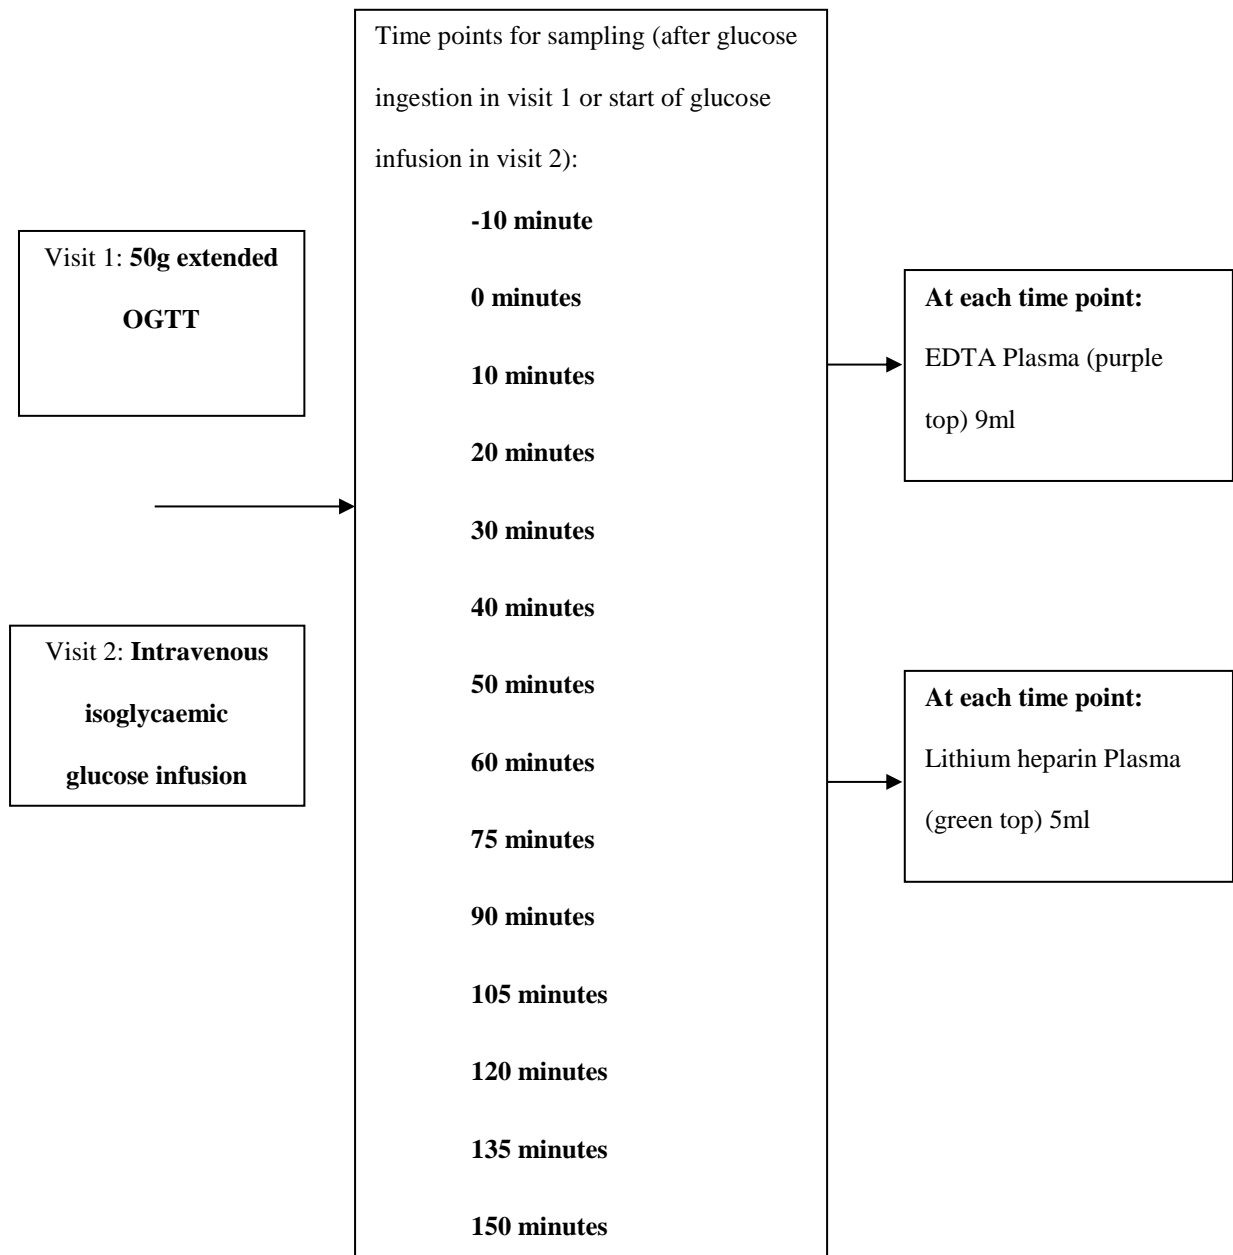 Time points for sampling (after glucose
ingestion in visit 1 or start of glucose
infusion in visit 2):
-10 minute
0 minutes
10 minutes
20 minutes
30 minutes
40 minutes
50 minutes
60 minutes
75 minutes
90 minutes
105 minutes
120 minutes
135 minutes
150 minutes
Visit 1: 50g extended
OGTT
Visit 2: Intravenous
isoglycaemic
glucose infusion
At each time point:
EDTA Plasma (purple
top) 9ml
At each time point:
Lithium heparin Plasma
(green top) 5ml